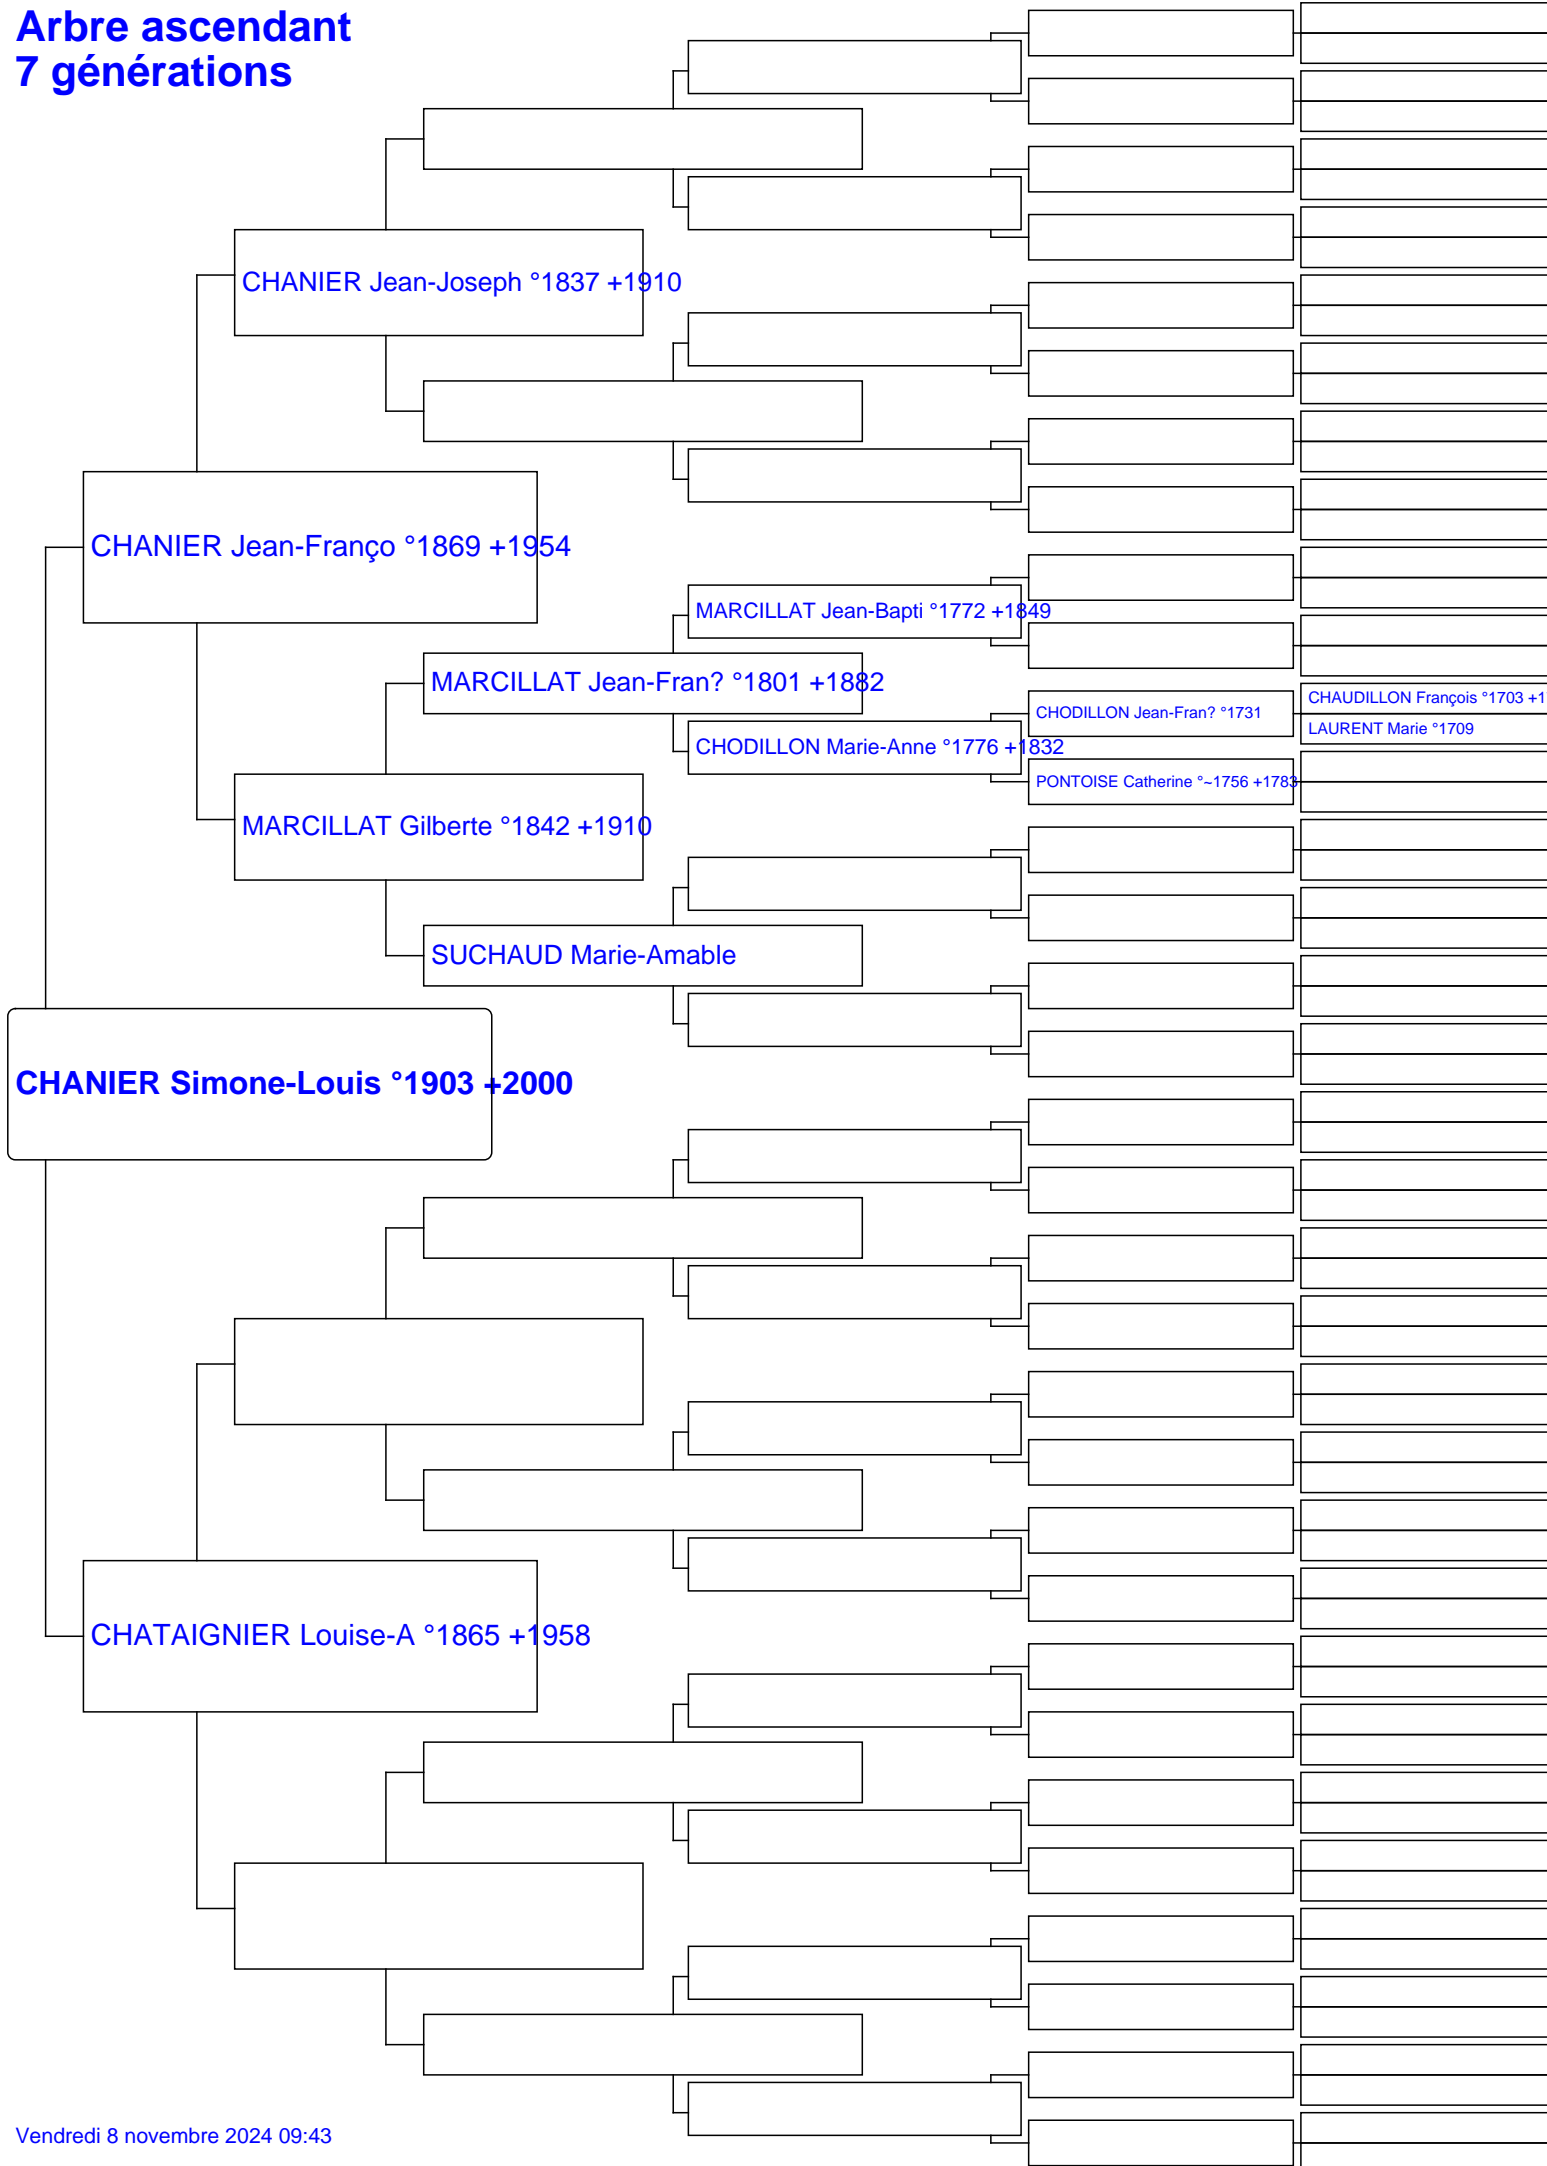 Arbre ascendant
7 générations
CHANIER Jean-Joseph °1837 +1910
CHANIER Jean-Franço °1869 +1954
MARCILLAT Jean-Bapti °1772 +1849
MARCILLAT Jean-Fran? °1801 +1882
CHAUDILLON François °1703 +1
CHODILLON Jean-Fran? °1731
LAURENT Marie °1709
CHODILLON Marie-Anne °1776 +1832
PONTOISE Catherine °~1756 +1783
MARCILLAT Gilberte °1842 +1910
SUCHAUD Marie-Amable
CHANIER Simone-Louis °1903 +2000
CHATAIGNIER Louise-A °1865 +1958
Vendredi 8 novembre 2024 09:43